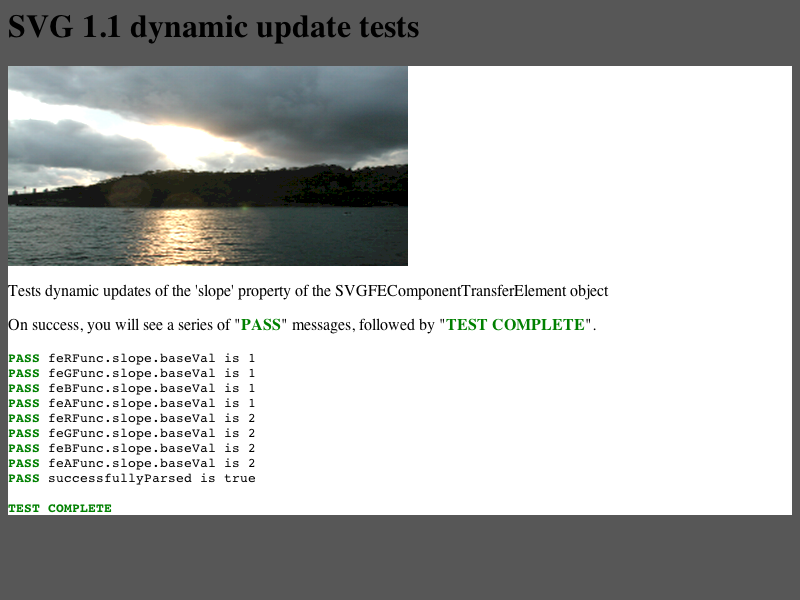 SVG 1.1 dynamic update tests
Tests dynamic updates of the 'slope' property of the SVGFEComponentTransferElement object
On success, you will see a series of "PASS" messages, followed by "TEST COMPLETE".
PASS feRFunc.slope.baseVal is 1
PASS feGFunc.slope.baseVal is 1
PASS feBFunc.slope.baseVal is 1
PASS feAFunc.slope.baseVal is 1
PASS feRFunc.slope.baseVal is 2
PASS feGFunc.slope.baseVal is 2
PASS feBFunc.slope.baseVal is 2
PASS feAFunc.slope.baseVal is 2
PASS successfullyParsed is true
TEST COMPLETE